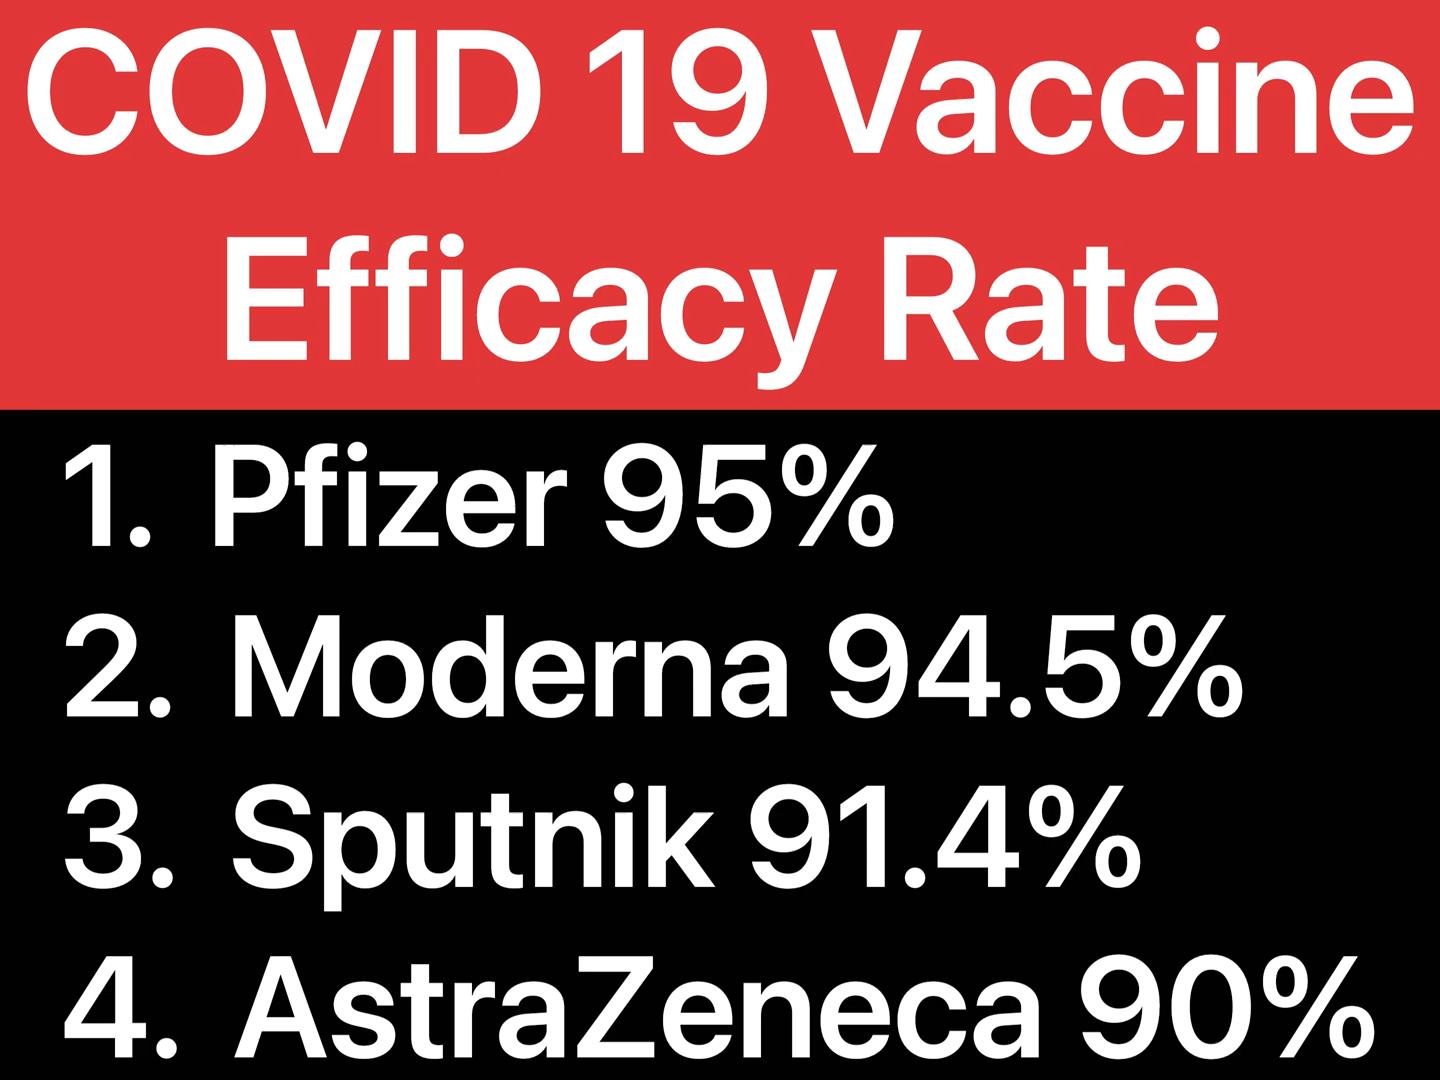 COVID 19 Vaccine
Efficacy Rate
1. Pfizer 95%
2. Moderna 94.5%
3. Sputnik 91.4%
4. AstraZeneca 90%